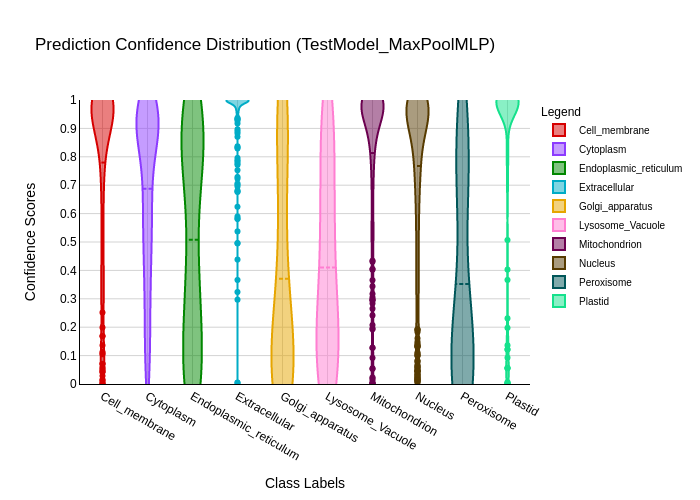 Prediction Confidence Distribution (TestModel_MaxPoolMLP)
Confidence Scores
1
0.9
0.8
0.7
0.6
0.5
0.4
0.3
0.2
0.1
0
Cell_membrane
Cytoplasm
Endoplasmic_reticulum
Extracellular
Golgi_apparatus
Lysosome_Vacuole
Mitochondrion
Nucleus
Peroxisome
Plastid
Class Labels
Legend
Cell_membrane
Cytoplasm
Endoplasmic_reticulum
Extracellular
Golgi_apparatus
Lysosome_Vacuole
Mitochondrion
Nucleus
Peroxisome
Plastid